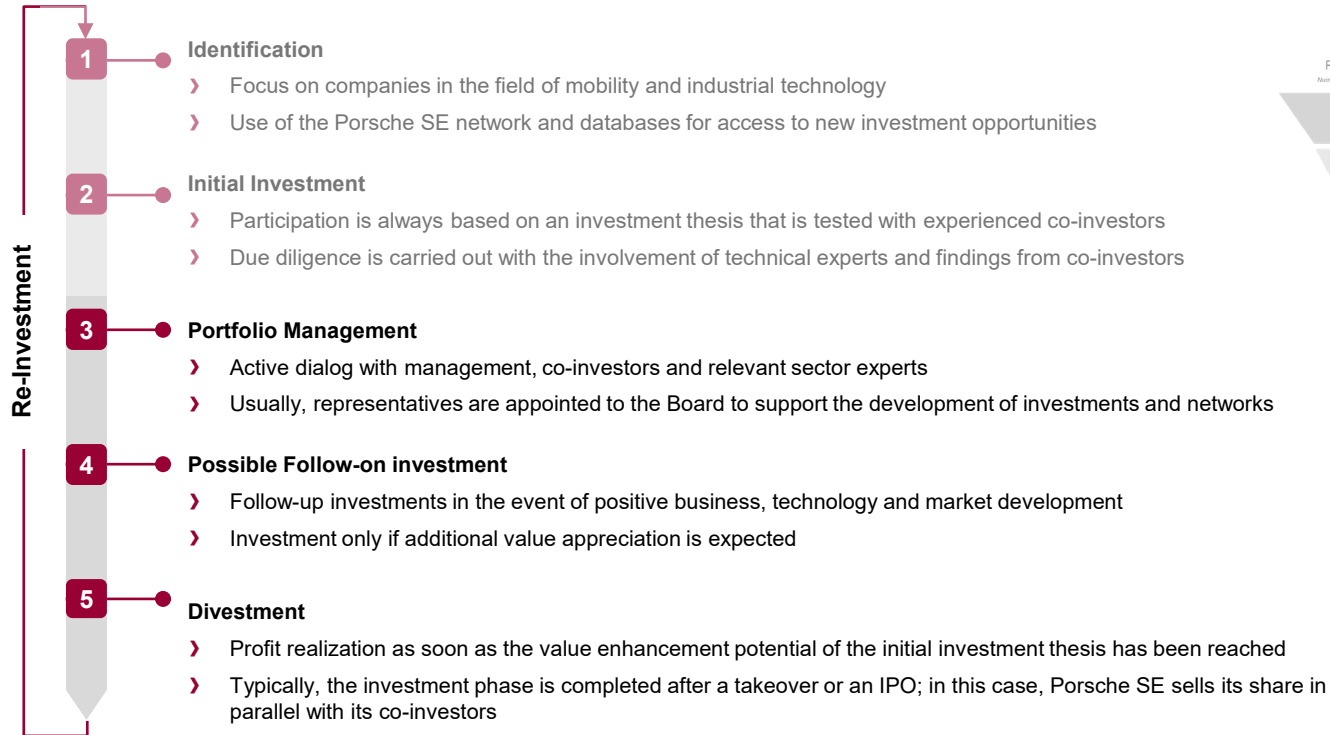 Re-Investment
1
Identification
❯ Focus on companies in the field of mobility and industrial technology
❯ Use of the Porsche SE network and databases for access to new investment opportunities
2
Initial Investment
❯ Participation is always based on an investment thesis that is tested with experienced co-investors
❯ Due diligence is carried out with the involvement of technical experts and findings from co-investors
3
Portfolio Management
❯ Active dialog with management, co-investors and relevant sector experts
❯ Usually, representatives are appointed to the Board to support the development of investments and networks
4
Possible Follow-on investment
❯ Follow-up investments in the event of positive business, technology and market development
❯ Investment only if additional value appreciation is expected
5
Divestment
❯ Profit realization as soon as the value enhancement potential of the initial investment thesis has been reached
❯ Typically, the investment phase is completed after a takeover or an IPO; in this case, Porsche SE sells its share in
parallel with its co-investors